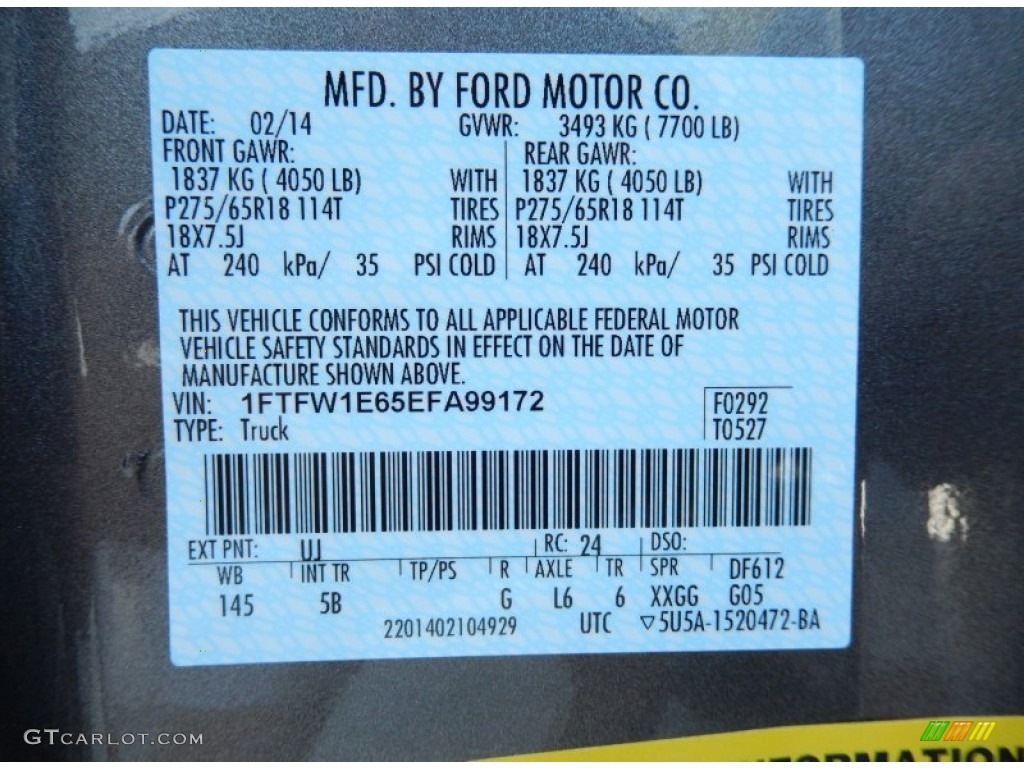 MFD. BY FORD MOTOR CO.
DATE: 02/14 GVWR: 3493 KG ( 7700 LB)
FRONT GAWR: REAR GAWR:
1837 KG ( 4050 LB) WITH 1837 KG ( 4050 LB) WITH
P275/65R18 114T TIRES P275/65R18 114T TIRES
18X7.5J RIMS 18X7.5J RIMS
AT 240 kPa/ 35 PSI COLD AT 240 kPa/ 35 PSI COLD
THIS VEHICLE CONFORMS TO ALL APPLICABLE FEDERAL MOTOR
VEHICLE SAFETY STANDARDS IN EFFECT ON THE DATE OF
MANUFACTURE SHOWN ABOVE.
VIN: 1FTFW1E65EFA99172 F0292
TYPE: Truck T0527
EXT PNT: UJ RC: 24 DSO:
WB INT TR TP/PS R AXLE TR SPR DF612
145 5B G L6 6 XXGG G05
2201402104929 UTC ▽5U5A-1520472-BA
GTCARLOT.COM